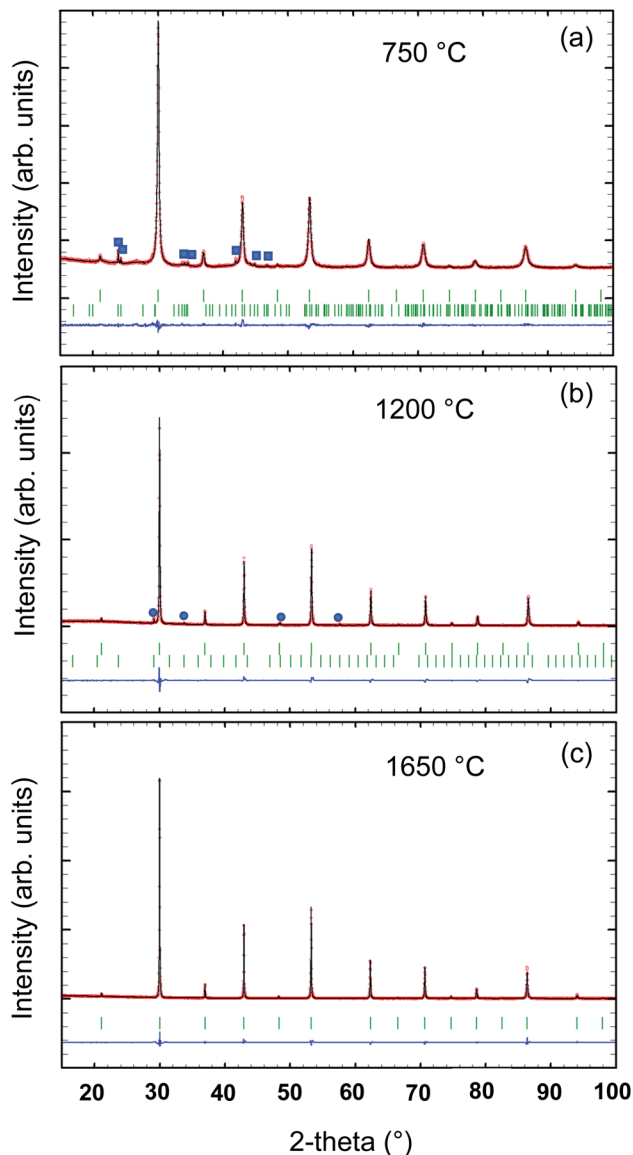 (a)
750 °C
Intensity (arb. units)
(b)
1200 °C
Intensity (arb. units)
(c)
1650 °C
Intensity (arb. units)
20 30 40 50 60 70 80 90 100
2-theta (°)